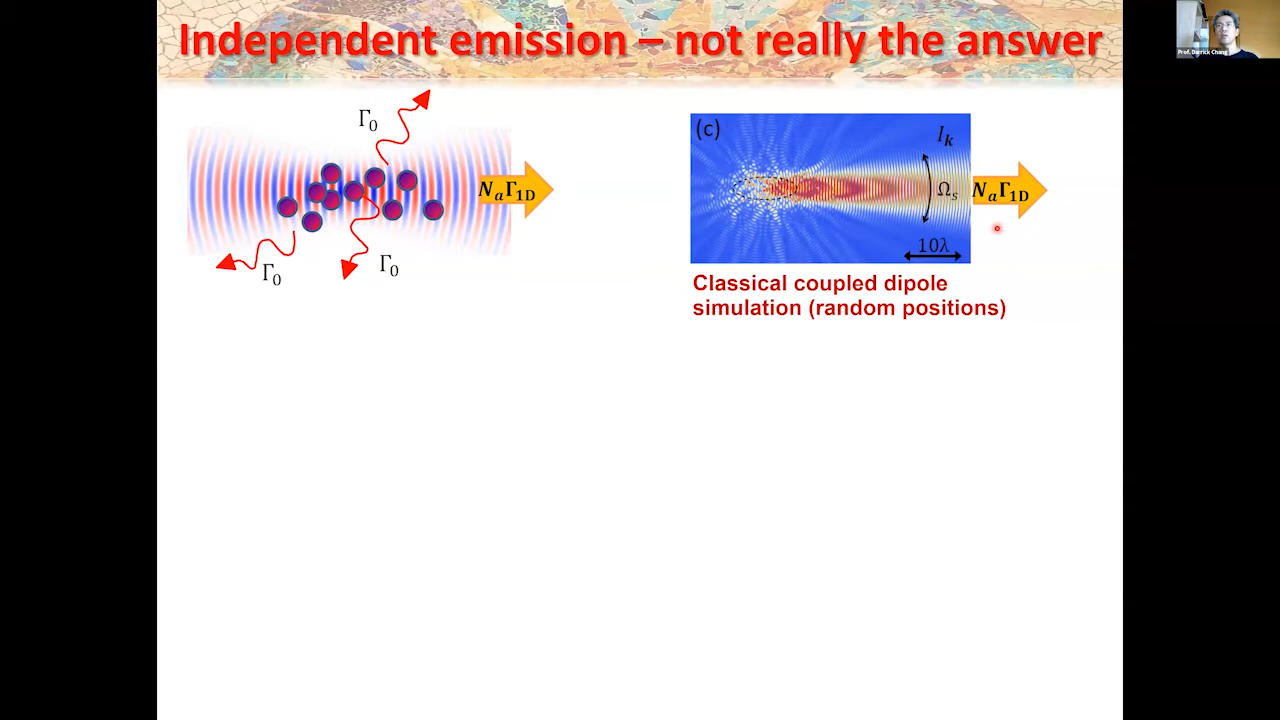 Independent emission – not really the answer
Prof. Darrick Chang
Γ₀
NₐΓ₁D
Γ₀
Γ₀
(c)
Iₖ
Ωₛ
NₐΓ₁D
10λ
Classical coupled dipole
simulation (random positions)